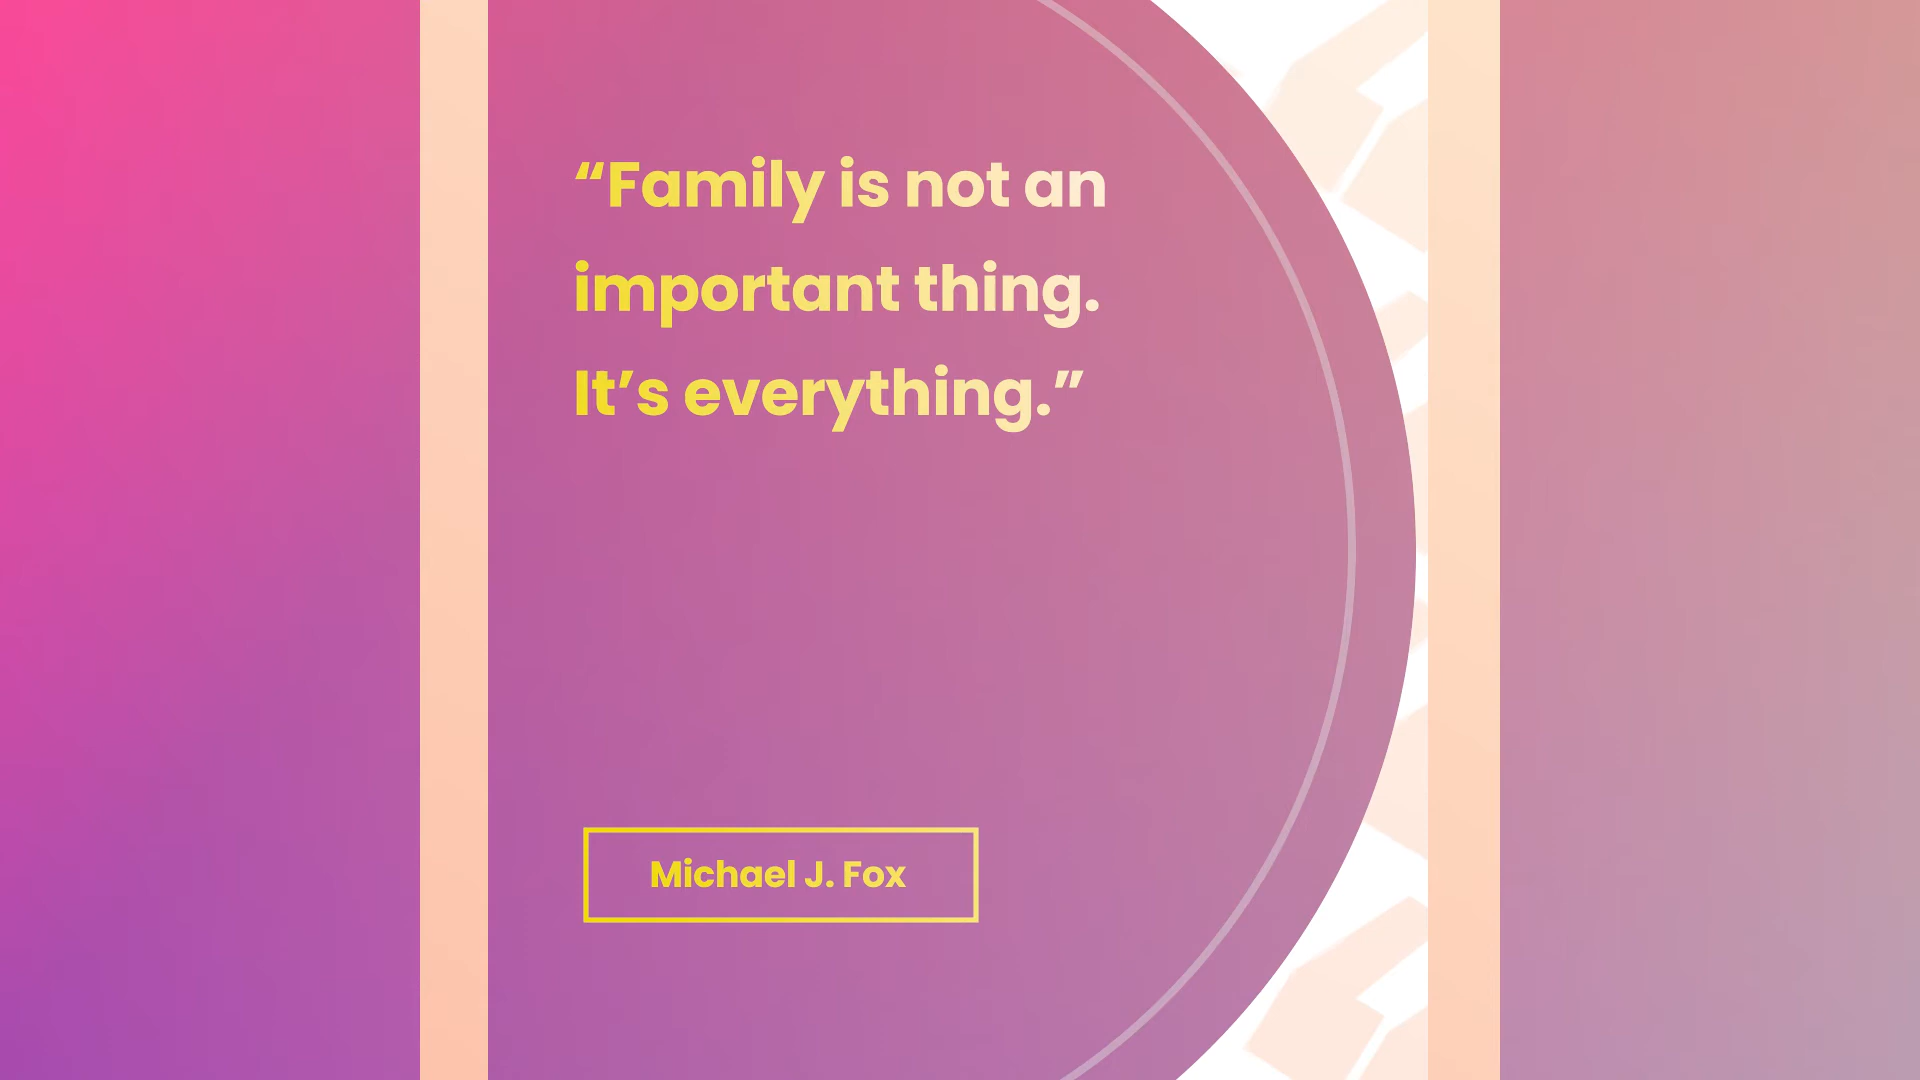 “Family is not an
important thing.
It’s everything.”
Michael J. Fox